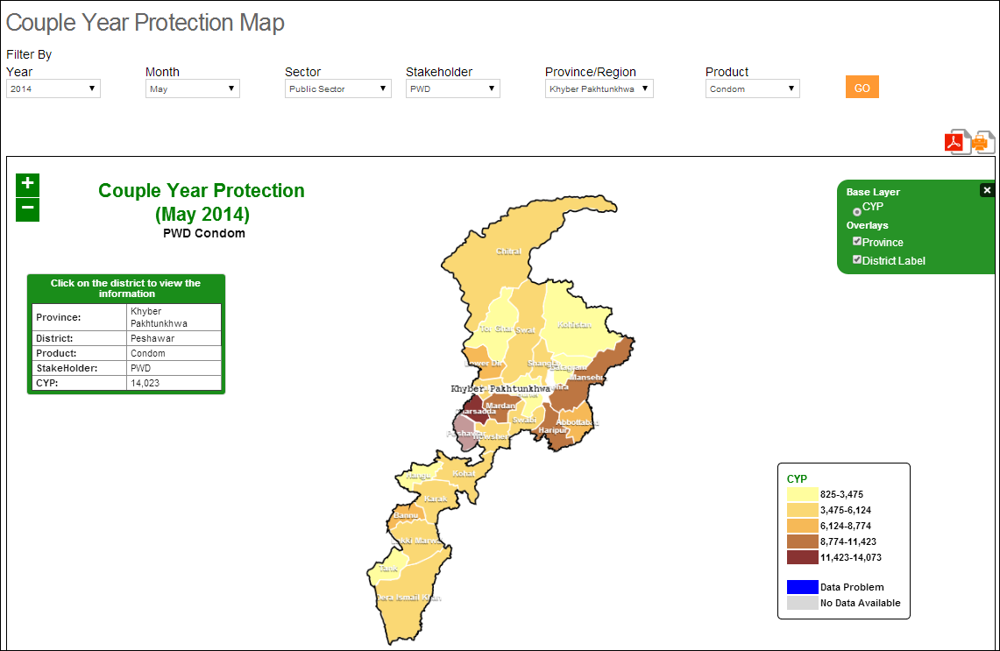 Couple Year Protection Map
Filter By
Year Month Sector Stakeholder Province/Region Product
2014 May Public Sector PWD Khyber Pakhtunkhwa Condom GO
+
−
Couple Year Protection
(May 2014)
PWD Condom
Base Layer
CYP
Overlays
Province
District Label
Click on the district to view the
information
Province: Khyber
Pakhtunkhwa
District: Peshawar
Product: Condom
StakeHolder: PWD
CYP: 14,023
Chitral
Kohistan
Tor Ghar Swat
Lower Dir Shangla
Batagram
Mansehra
Khyber Pakhtunkhwa
Mardan
Charsadda
Swabi
Abbottabad
Haripur
Peshawar
Nowshera
Hangu Kohat
Karak
Bannu
Lakki Marwat
Tank
Dera Ismail Khan
CYP
825-3,475
3,475-6,124
6,124-8,774
8,774-11,423
11,423-14,073
Data Problem
No Data Available